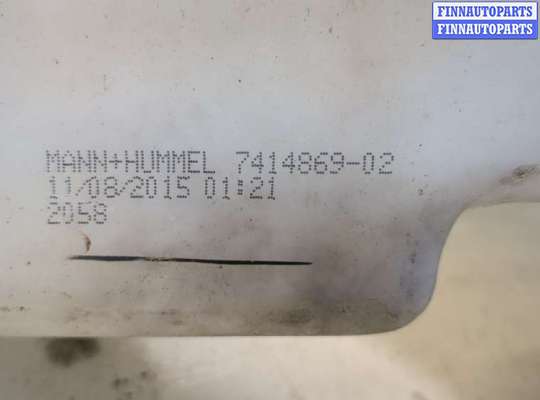 FINNAUTOPARTS
FINNAUTOPARTS
MANN+HUMMEL 7414869-02
11/08/2015 01:21
2058